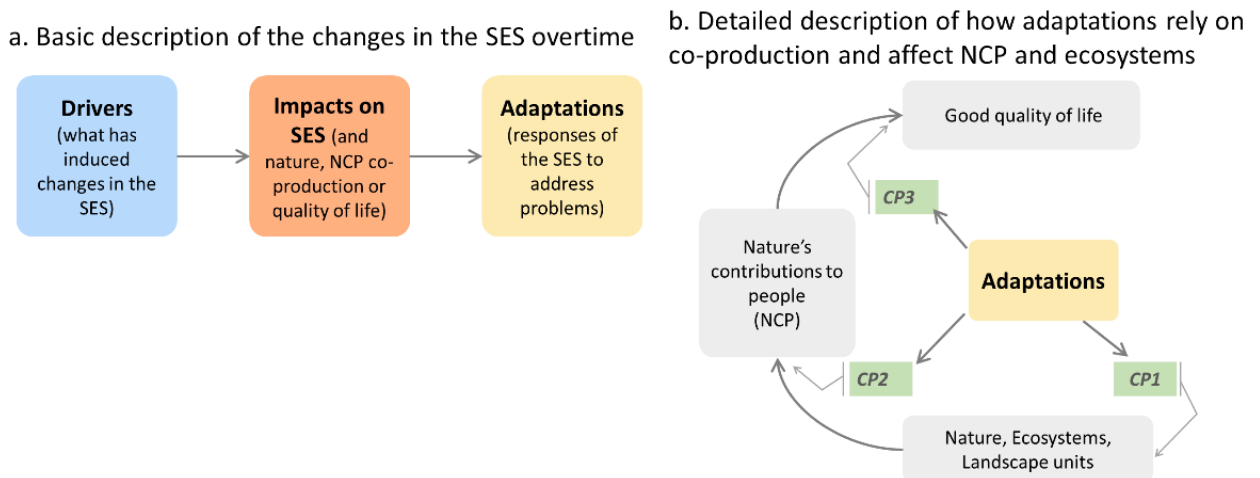 a. Basic description of the changes in the SES overtime
Drivers
(what has
induced
changes in the
SES)
Impacts on
SES (and
nature, NCP co-
production or
quality of life)
Adaptations
(responses of
the SES to
address
problems)
b. Detailed description of how adaptations rely on
co-production and affect NCP and ecosystems
Good quality of life
CP3
Nature’s
contributions to
people
(NCP)
Adaptations
CP2
CP1
Nature, Ecosystems,
Landscape units